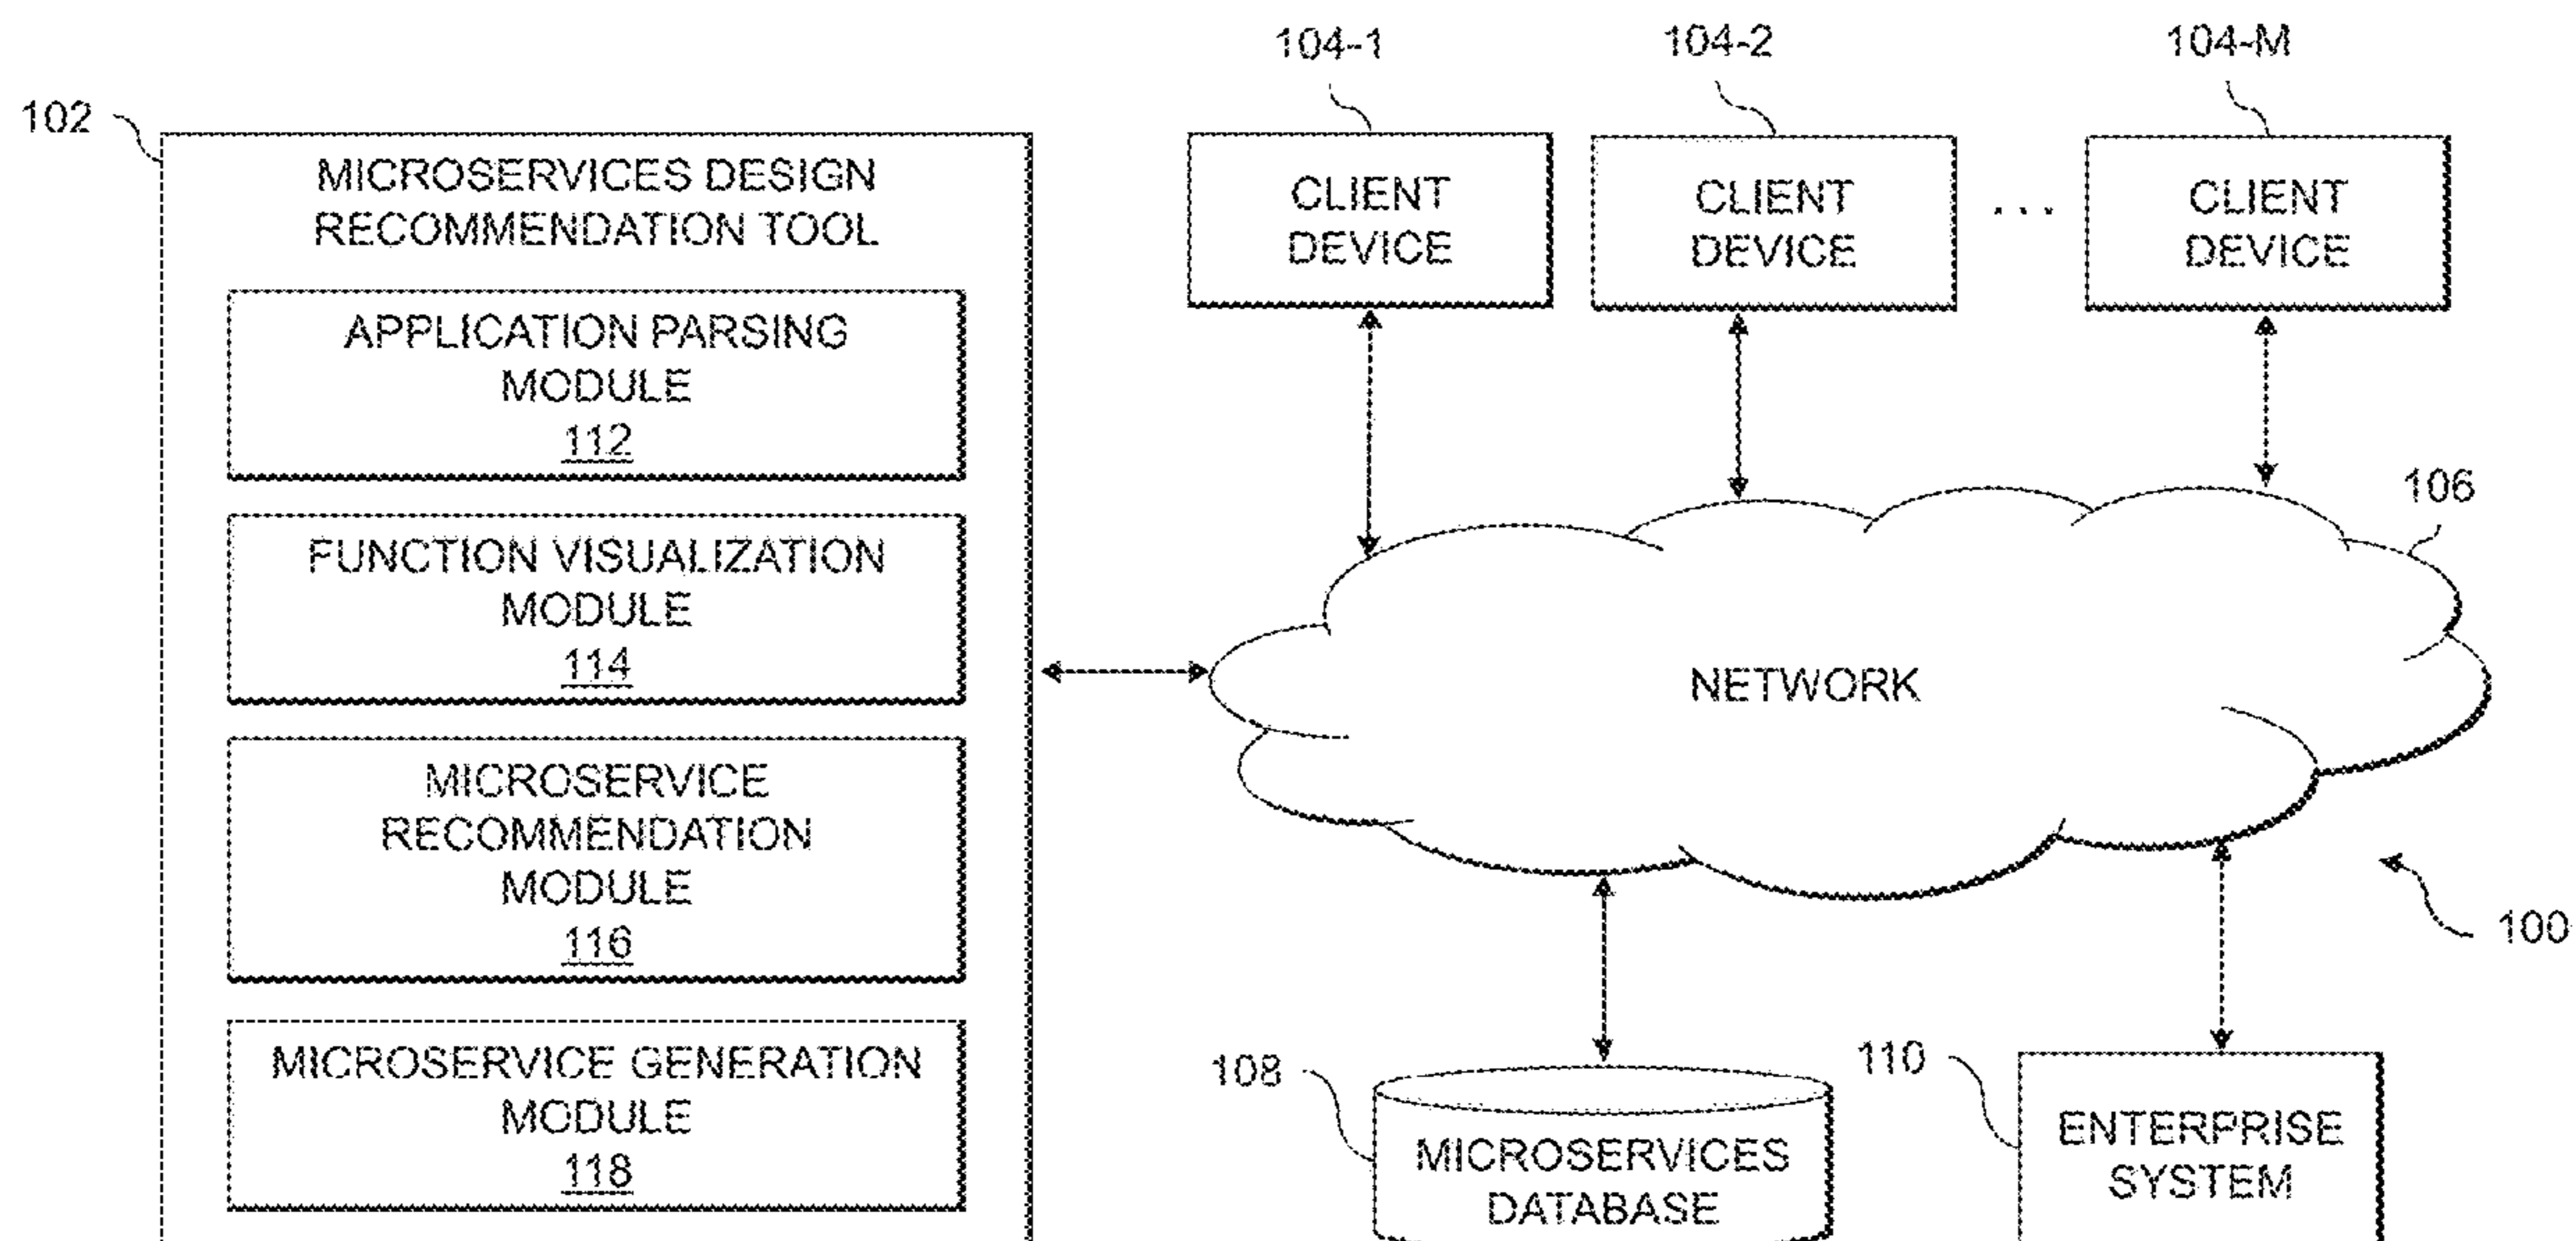 102
MICROSERVICES DESIGN
RECOMMENDATION TOOL
APPLICATION PARSING
MODULE
112
FUNCTION VISUALIZATION
MODULE
114
MICROSERVICE
RECOMMENDATION
MODULE
116
MICROSERVICE GENERATION
MODULE
118
104-1
CLIENT
DEVICE
104-2
CLIENT
DEVICE
...
104-M
CLIENT
DEVICE
106
NETWORK
100
108
MICROSERVICES
DATABASE
110
ENTERPRISE
SYSTEM